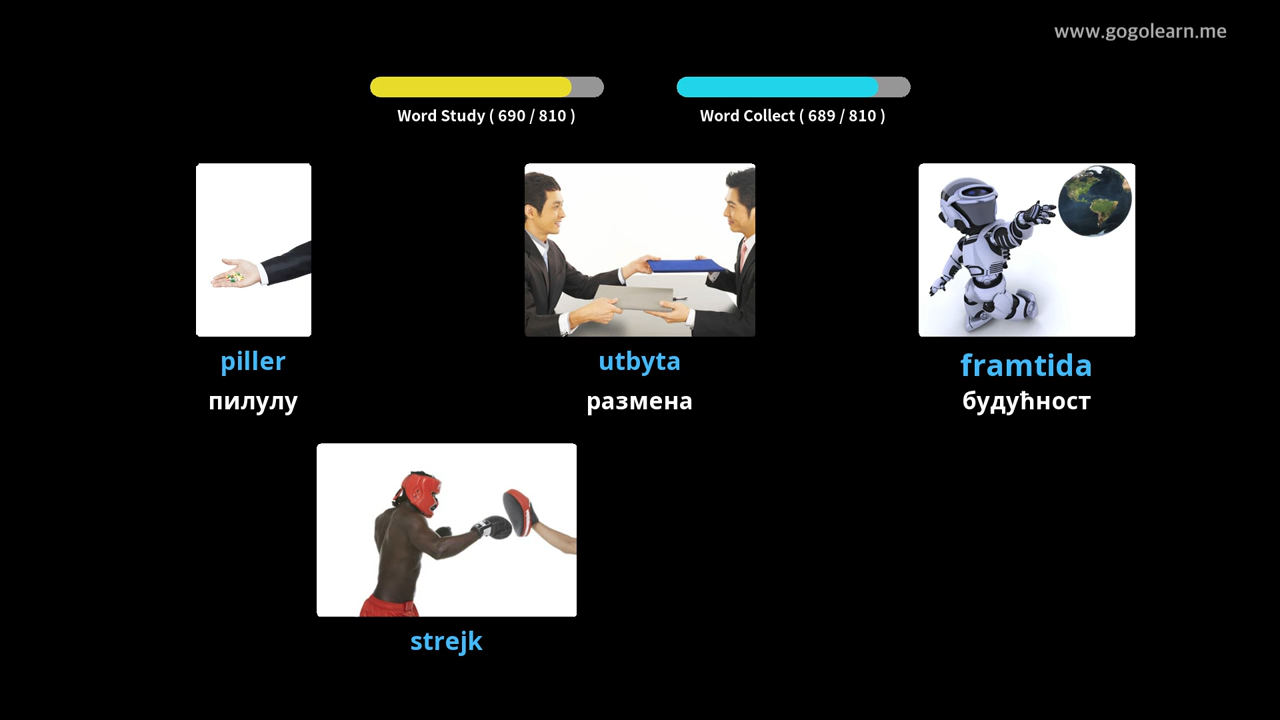 www.gogolearn.me
Word Study ( 690 / 810 )
Word Collect ( 689 / 810 )
piller
utbyta
framtida
пилулу
размена
будућност
strejk